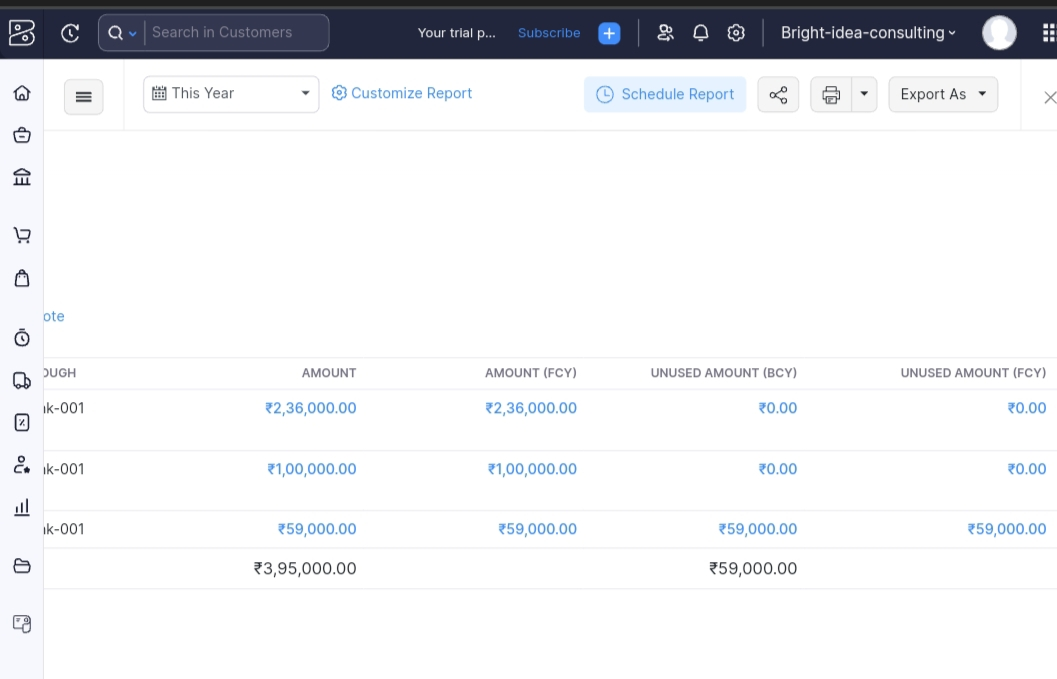 Search in Customers Your trial p... Subscribe Bright-idea-consulting
This Year Customize Report Schedule Report Export As
ote
OUGH AMOUNT AMOUNT (FCY) UNUSED AMOUNT (BCY) UNUSED AMOUNT (FCY)
nk-001 ₹2,36,000.00 ₹2,36,000.00 ₹0.00 ₹0.00
nk-001 ₹1,00,000.00 ₹1,00,000.00 ₹0.00 ₹0.00
nk-001 ₹59,000.00 ₹59,000.00 ₹59,000.00 ₹59,000.00
₹3,95,000.00 ₹59,000.00